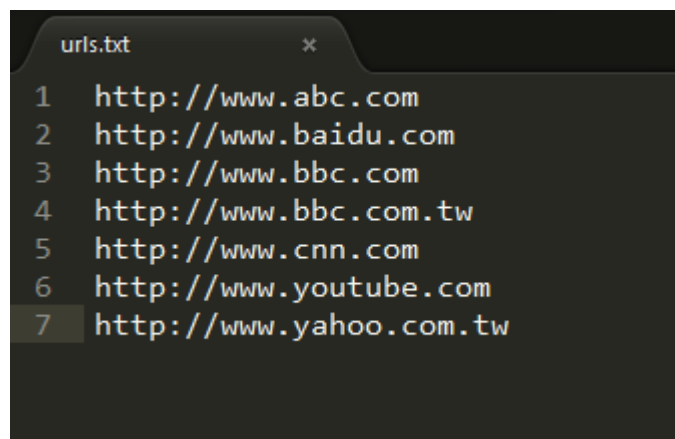 urls.txt ×
1 http://www.abc.com
2 http://www.baidu.com
3 http://www.bbc.com
4 http://www.bbc.com.tw
5 http://www.cnn.com
6 http://www.youtube.com
7 http://www.yahoo.com.tw